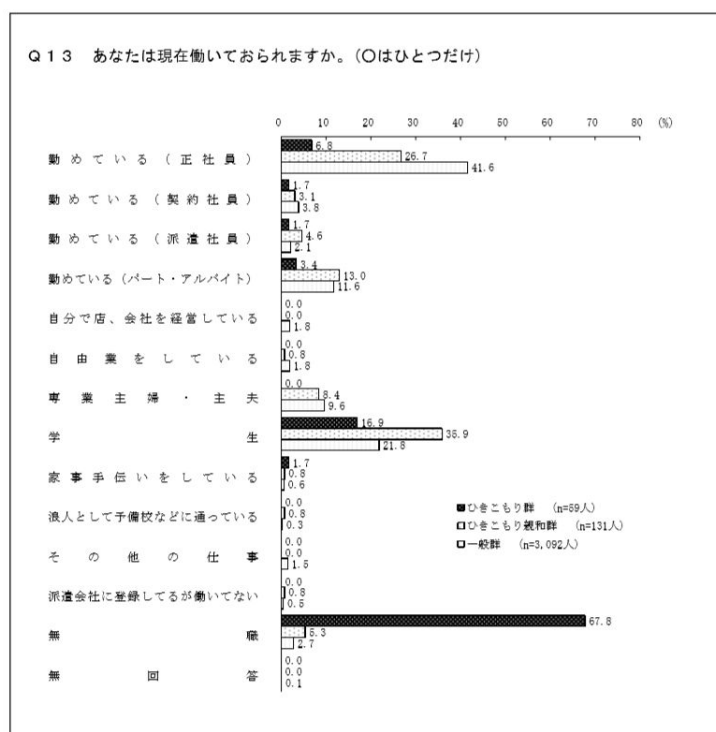 Q13 あなたは現在働いておられますか。(○はひとつだけ)
0 10 20 30 40 50 60 70 80 (%)
勤めている(正社員)
6.8
26.7
41.6
勤めている(契約社員)
1.7
3.1
3.8
勤めている(派遣社員)
1.7
4.6
2.1
勤めている(パート・アルバイト)
3.4
13.0
11.6
自分で店、会社を経営している
0.0
0.0
1.8
自由業をしている
0.0
0.8
1.8
専業主婦・主夫
0.0
8.4
9.6
学生
16.9
35.9
21.8
家事手伝いをしている
1.7
0.8
0.6
浪人として予備校などに通っている
0.0
0.8
0.3
その他の仕事
0.0
0.0
1.5
派遣会社に登録してるが働いてない
0.0
0.8
0.5
無職
67.8
5.3
2.7
無回答
0.0
0.0
0.1
ひきこもり群 (n=59人)
ひきこもり親和群 (n=131人)
一般群 (n=3,092人)